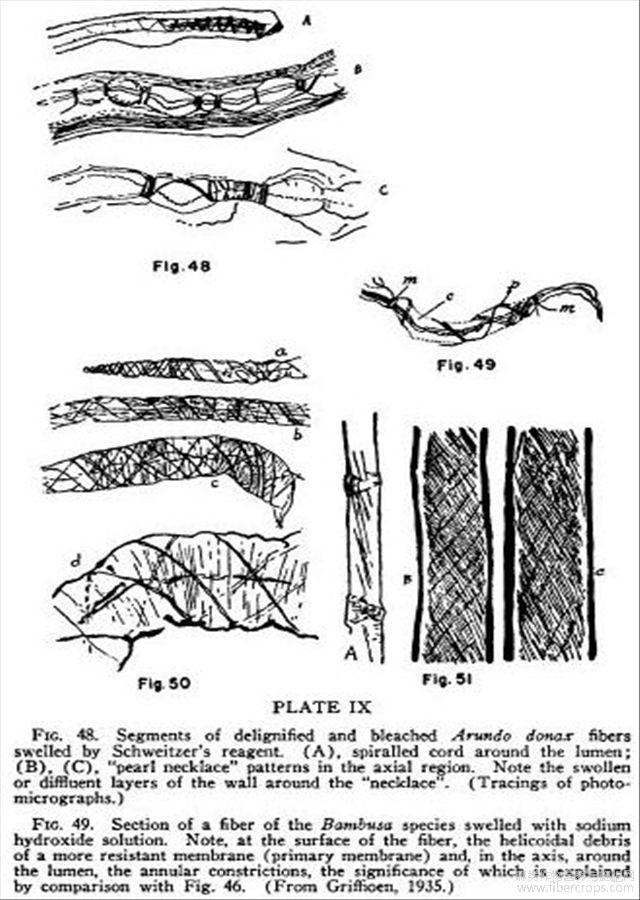 A
B
C
Fig. 48
m
c
p
m
Fig. 49
a
b
c
d
A
B
c
Fig. 50
Fig. 51
PLATE IX
FIG. 48. Segments of delignified and bleached Arundo donax fibers
swelled by Schweitzer's reagent. (A), spiralled cord around the lumen;
(B), (C), "pearl necklace" patterns in the axial region. Note the swollen
or diffluent layers of the wall around the "necklace". (Tracings of photo-
micrographs.)
FIG. 49. Section of a fiber of the Bambusa species swelled with sodium
hydroxide solution. Note, at the surface of the fiber, the helicoidal debris
of a more resistant membrane (primary membrane) and, in the axis, around
the lumen, the annular constrictions, the significance of which is explained
by comparison with Fig. 46. (From Griffioen, 1935.)
www.fibercrops.com